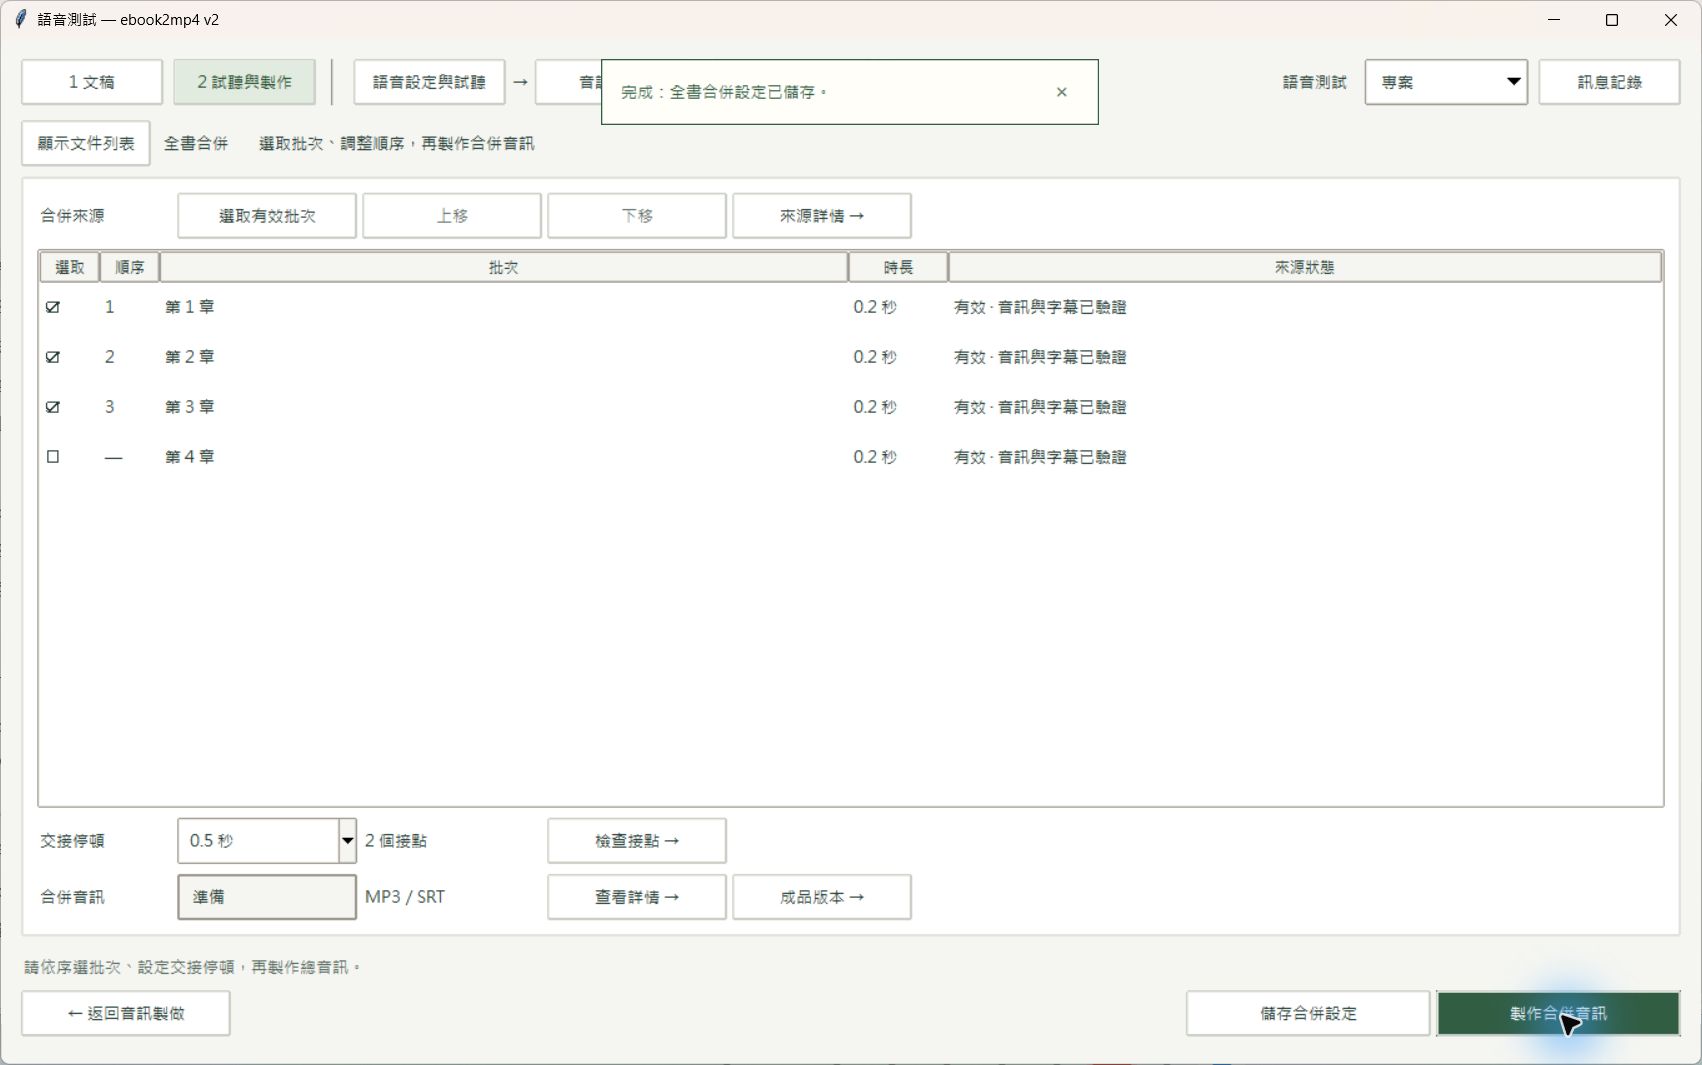 語音測試 — ebook2mp4 v2
1 文稿
2 試聽與製作
語音設定與試聽
→
音
完成：全書合併設定已儲存。
×
語音測試
專案
訊息記錄
顯示文件列表
全書合併
選取批次、調整順序，再製作合併音訊
合併來源
選取有效批次
上移
下移
來源詳情 →
選取 順序 批次 時長 來源狀態
1 第 1 章 0.2 秒 有效 · 音訊與字幕已驗證
2 第 2 章 0.2 秒 有效 · 音訊與字幕已驗證
3 第 3 章 0.2 秒 有效 · 音訊與字幕已驗證
— 第 4 章 0.2 秒 有效 · 音訊與字幕已驗證
交接停頓
0.5 秒
2 個接點
檢查接點 →
合併音訊
準備
MP3 / SRT
查看詳情 →
成品版本 →
請依序選批次、設定交接停頓，再製作總音訊。
← 返回音訊製做
儲存合併設定
製作合併音訊